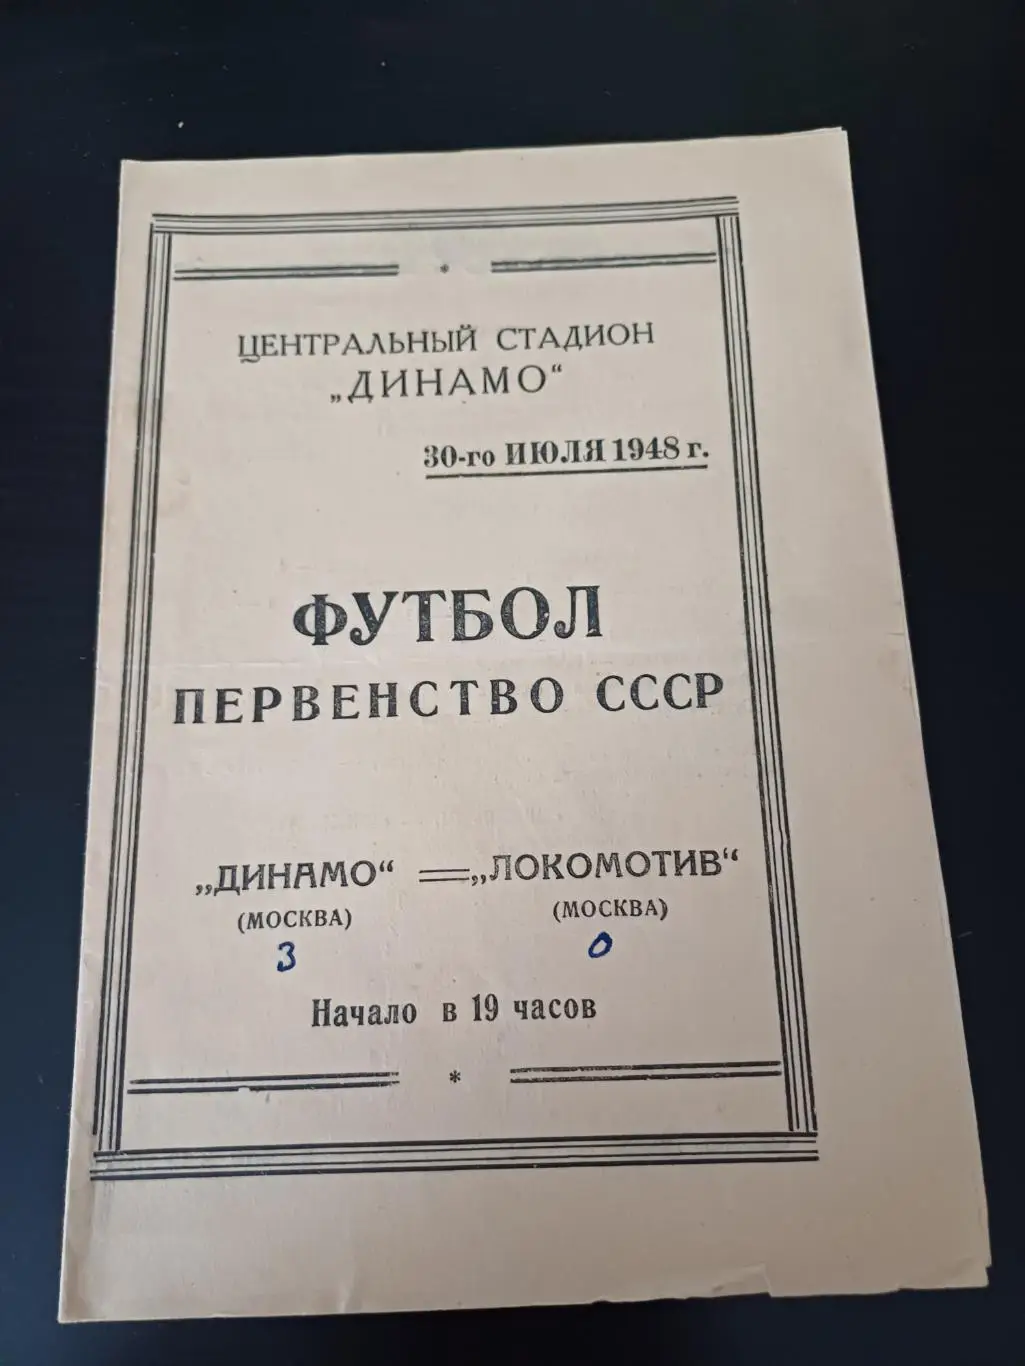 *
ЦЕНТРАЛЬНЫЙ СТАДИОН
„ДИНАМО“
30-го ИЮЛЯ 1948 г.
ФУТБОЛ
ПЕРВЕНСТВО СССР
„ДИНАМО“ = „ЛОКОМОТИВ“
(МОСКВА) (МОСКВА)
3 0
Начало в 19 часов
*